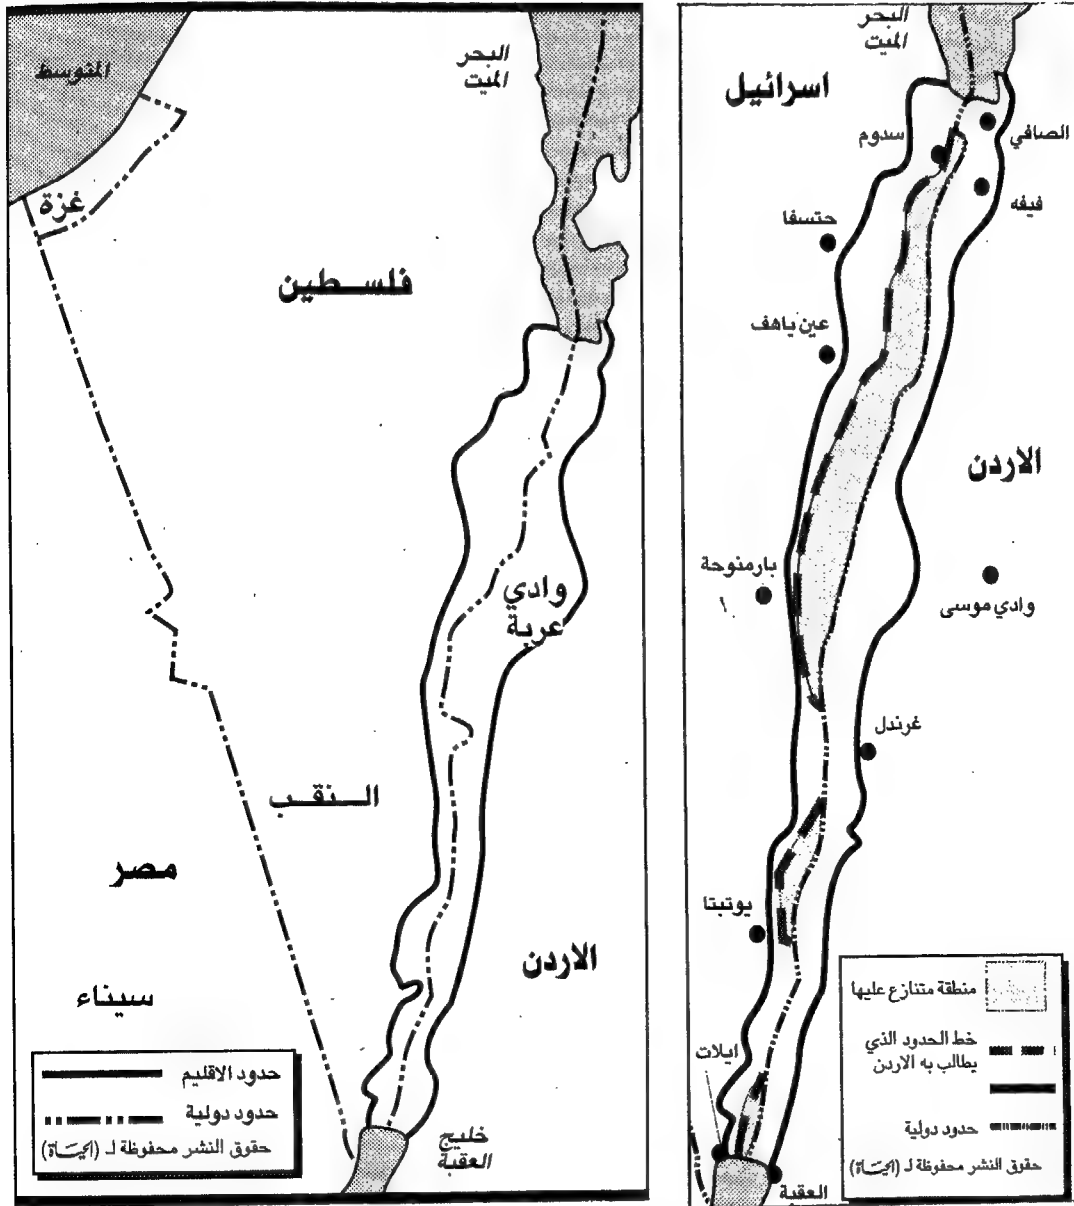 البحر
الميت
المتوسط
غزة
فلسطين
وادي
عربة
النقب
مصر
الاردن
سيناء
حدود الاقليم
حدود دولية
حقوق النشر محفوظة لـ (الحياة)
خليج
العقبة
البحر
الميت
اسرائيل
الصافي
سدوم
فيفه
حتسفا
عين ياهف
الاردن
بارمنوحة
وادي موسى
غرندل
يوتبتا
ايلات
العقبة
منطقة متنازع عليها
خط الحدود الذي
يطالب به الاردن
حدود دولية
حقوق النشر محفوظة لـ (الحياة)